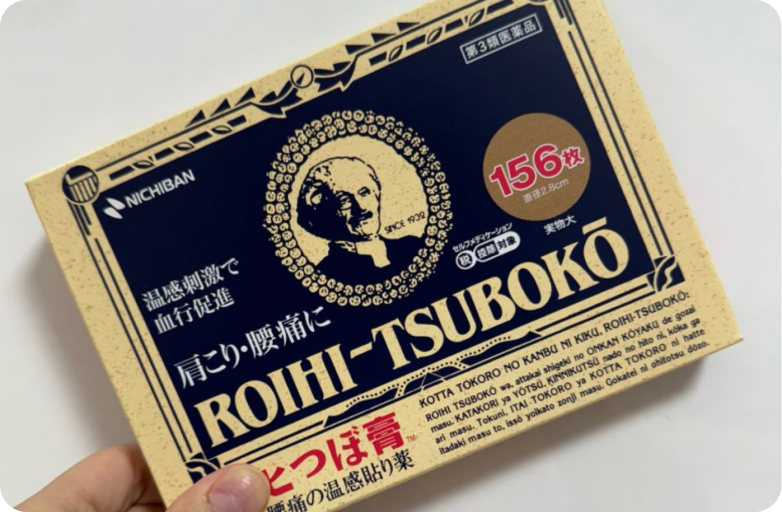 第3類医薬品
NICHIBAN
156枚
直径2.8cm
実物大
SINCE 1932
セルフメディケーション
税 控除 対象
温感刺激で
血行促進
肩こり・腰痛に
ROIHI-TSUBOKŌ
とつぼ膏™
腰痛の温感貼り薬
KOTTA TOKORO NO KANBU NI KIKU, ROIHI-TSUBOKŌ:
ROIHI TSUBOKŌ wa, attakai shigeki no ONKAN KŌYAKU de gozai
masu. KATAKORI ya YŌTSŪ, KINNIKUTSŪ nado no hito ni, kōka ga
ari masu. Tokuni, ITAI TOKORO ya KOTTA TOKORO ni hatte
itadaki masu to, issō yoikato zonji masu. Gokatei ni ohitotsu dōzo.